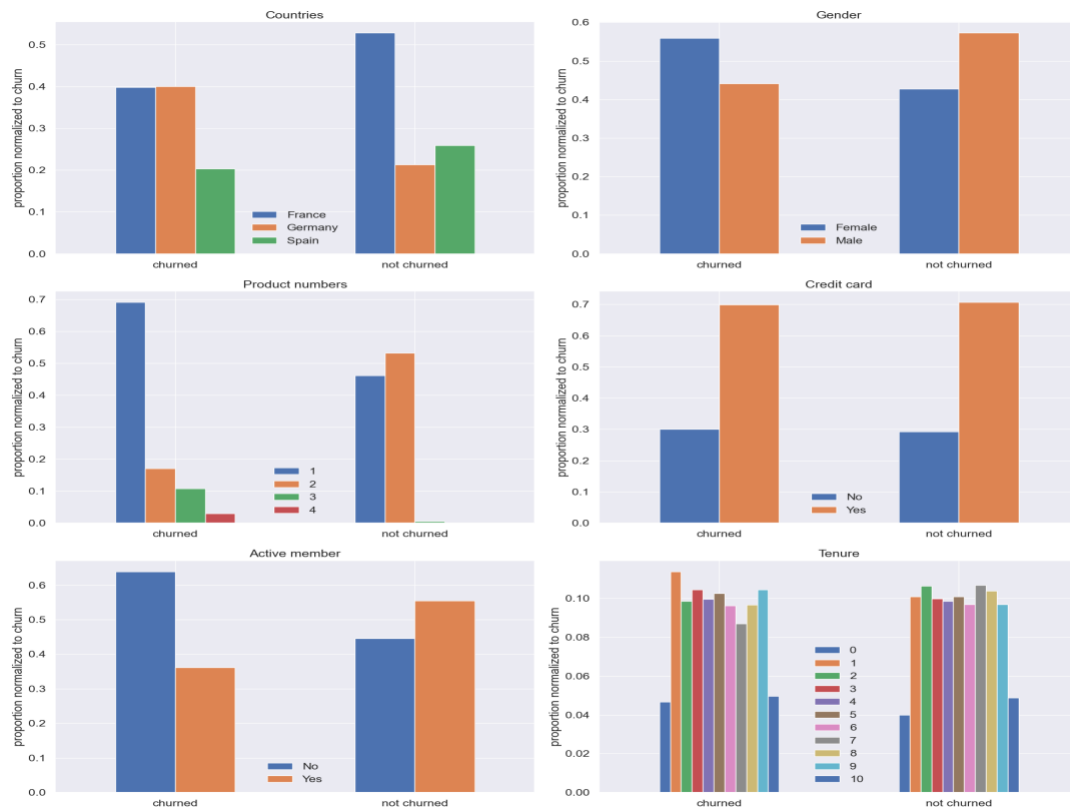 Countries
proportion normalized to churn
0.5
0.4
0.3
0.2
0.1
0.0
France
Germany
Spain
churned
not churned
Gender
proportion normalized to churn
0.6
0.5
0.4
0.3
0.2
0.1
0.0
Female
Male
churned
not churned
Product numbers
proportion normalized to churn
0.7
0.6
0.5
0.4
0.3
0.2
0.1
0.0
1
2
3
4
churned
not churned
Credit card
proportion normalized to churn
0.7
0.6
0.5
0.4
0.3
0.2
0.1
0.0
No
Yes
churned
not churned
Active member
proportion normalized to churn
0.6
0.5
0.4
0.3
0.2
0.1
0.0
No
Yes
churned
not churned
Tenure
proportion normalized to churn
0.10
0.08
0.06
0.04
0.02
0.00
0
1
2
3
4
5
6
7
8
9
10
churned
not churned